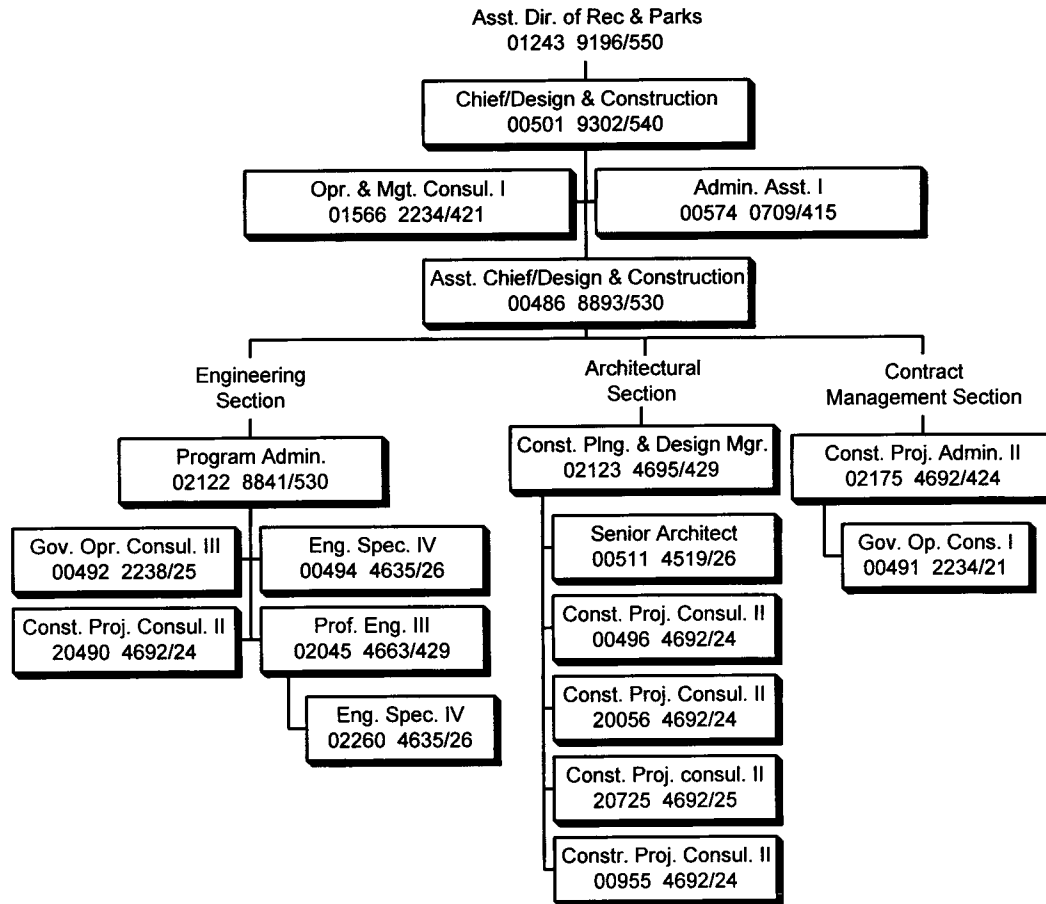 Asst. Dir. of Rec & Parks
01243 9196/550
Chief/Design & Construction
00501 9302/540
Opr. & Mgt. Consul. I
01566 2234/421
Admin. Asst. I
00574 0709/415
Asst. Chief/Design & Construction
00486 8893/530
Engineering
Section
Program Admin.
02122 8841/530
Gov. Opr. Consul. III
00492 2238/25
Eng. Spec. IV
00494 4635/26
Const. Proj. Consul. II
20490 4692/24
Prof. Eng. III
02045 4663/429
Eng. Spec. IV
02260 4635/26
Architectural
Section
Const. Plng. & Design Mgr.
02123 4695/429
Senior Architect
00511 4519/26
Const. Proj. Consul. II
00496 4692/24
Const. Proj. Consul. II
20056 4692/24
Const. Proj. consul. II
20725 4692/25
Constr. Proj. Consul. II
00955 4692/24
Contract
Management Section
Const. Proj. Admin. II
02175 4692/424
Gov. Op. Cons. I
00491 2234/21